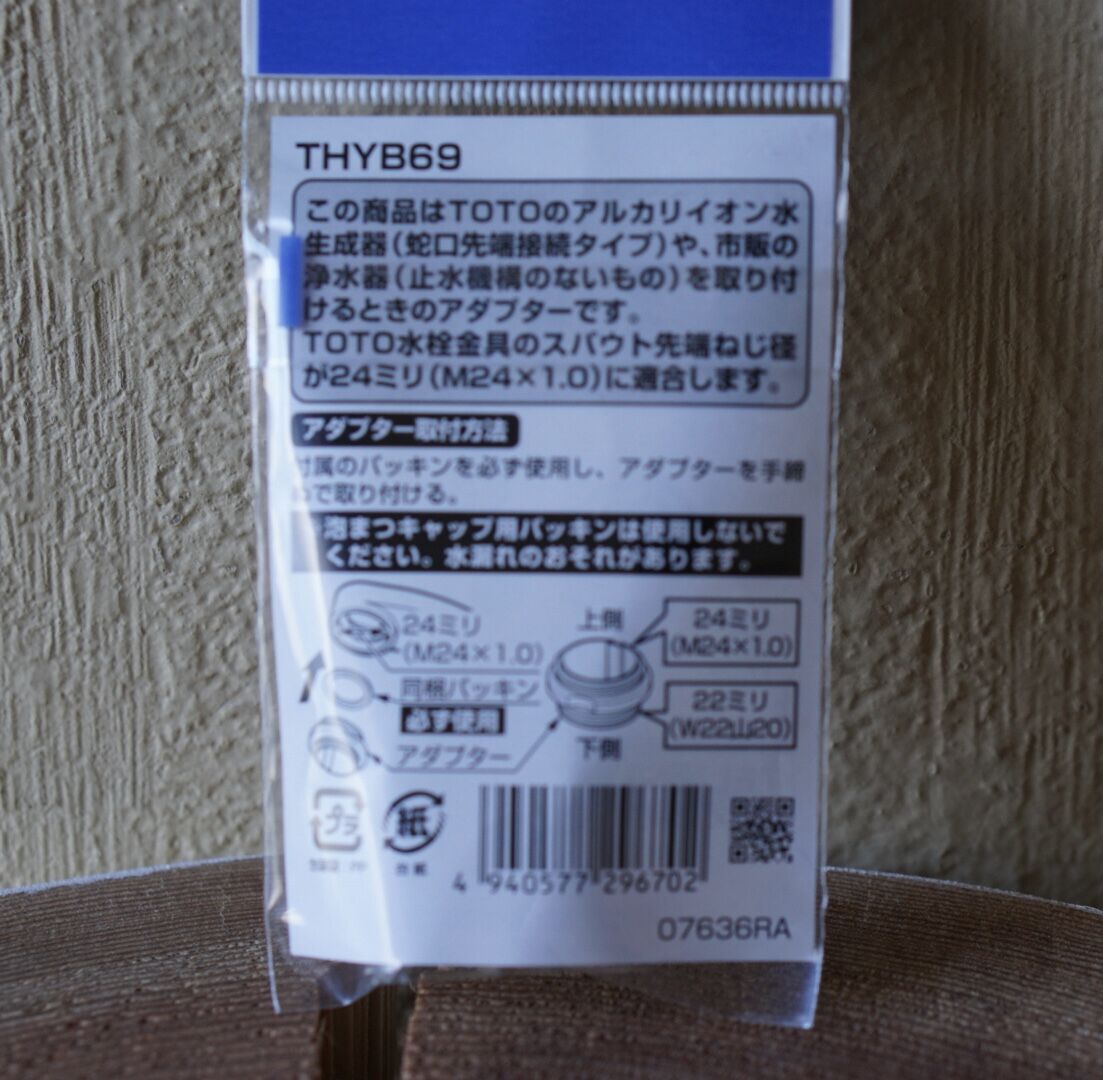 THYB69
この商品はTOTOのアルカリイオン水
生成器(蛇口先端接続タイプ)や、市販の
浄水器(止水機構のないもの)を取り付
けるときのアダプターです。
TOTO水栓金具のスパウト先端ねじ径
が24ミリ(M24×1.0)に適合します。
アダプター取付方法
付属のパッキンを必ず使用し、アダプターを手締
めで取り付ける。
泡まつキャップ用パッキンは使用しないで
ください。水漏れのおそれがあります。
24ミリ
(M24×1.0)
同梱パッキン
必ず使用
アダプター
上側
24ミリ
(M24×1.0)
22ミリ
(W22山20)
下側
プラ
紙
台紙
4 940577 296702
07636RA